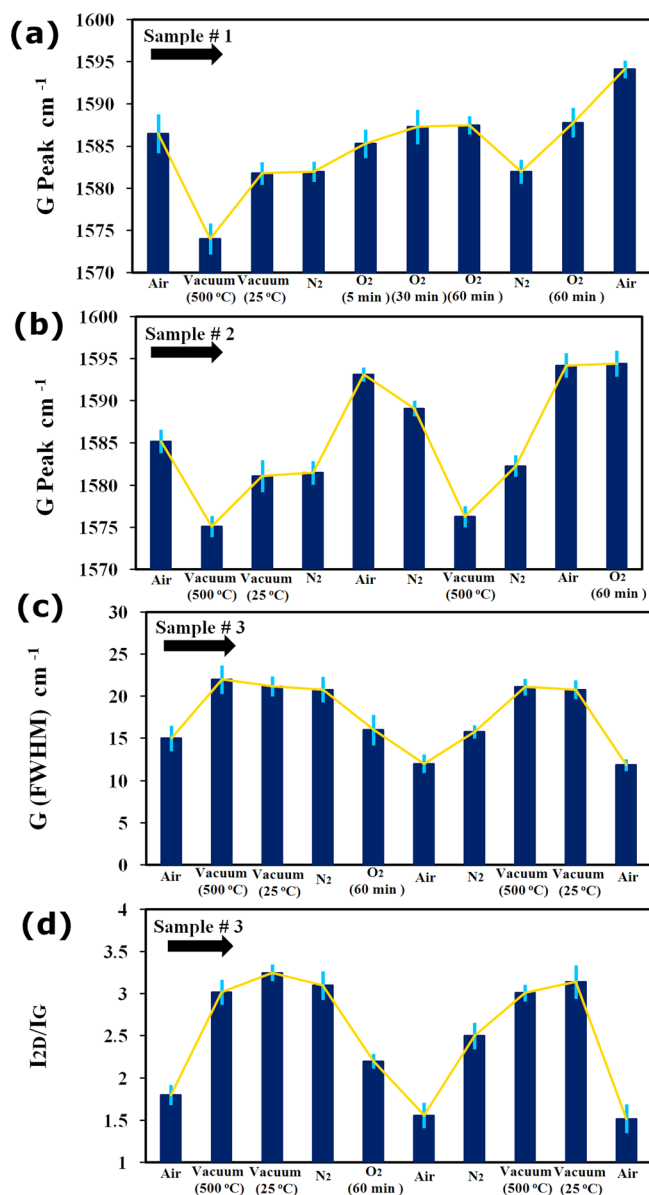 (a)
Sample # 1
G Peak cm -1
1600
1595
1590
1585
1580
1575
1570
Air Vacuum Vacuum N2 O2 O2 O2 N2 O2 Air
(500 °C) (25 °C) (5 min) (30 min) (60 min) (60 min)
(b)
Sample # 2
G Peak cm -1
1600
1595
1590
1585
1580
1575
1570
Air Vacuum Vacuum N2 Air N2 Vacuum N2 Air O2
(500 °C) (25 °C) (500 °C) (60 min)
(c)
Sample # 3
G (FWHM) cm -1
30
25
20
15
10
5
0
Air Vacuum Vacuum N2 O2 Air N2 Vacuum Vacuum Air
(500 °C) (25 °C) (60 min) (500 °C) (25 °C)
(d)
Sample # 3
I2D/IG
4
3.5
3
2.5
2
1.5
1
Air Vacuum Vacuum N2 O2 Air N2 Vacuum Vacuum Air
(500 °C) (25 °C) (60 min) (500 °C) (25 °C)